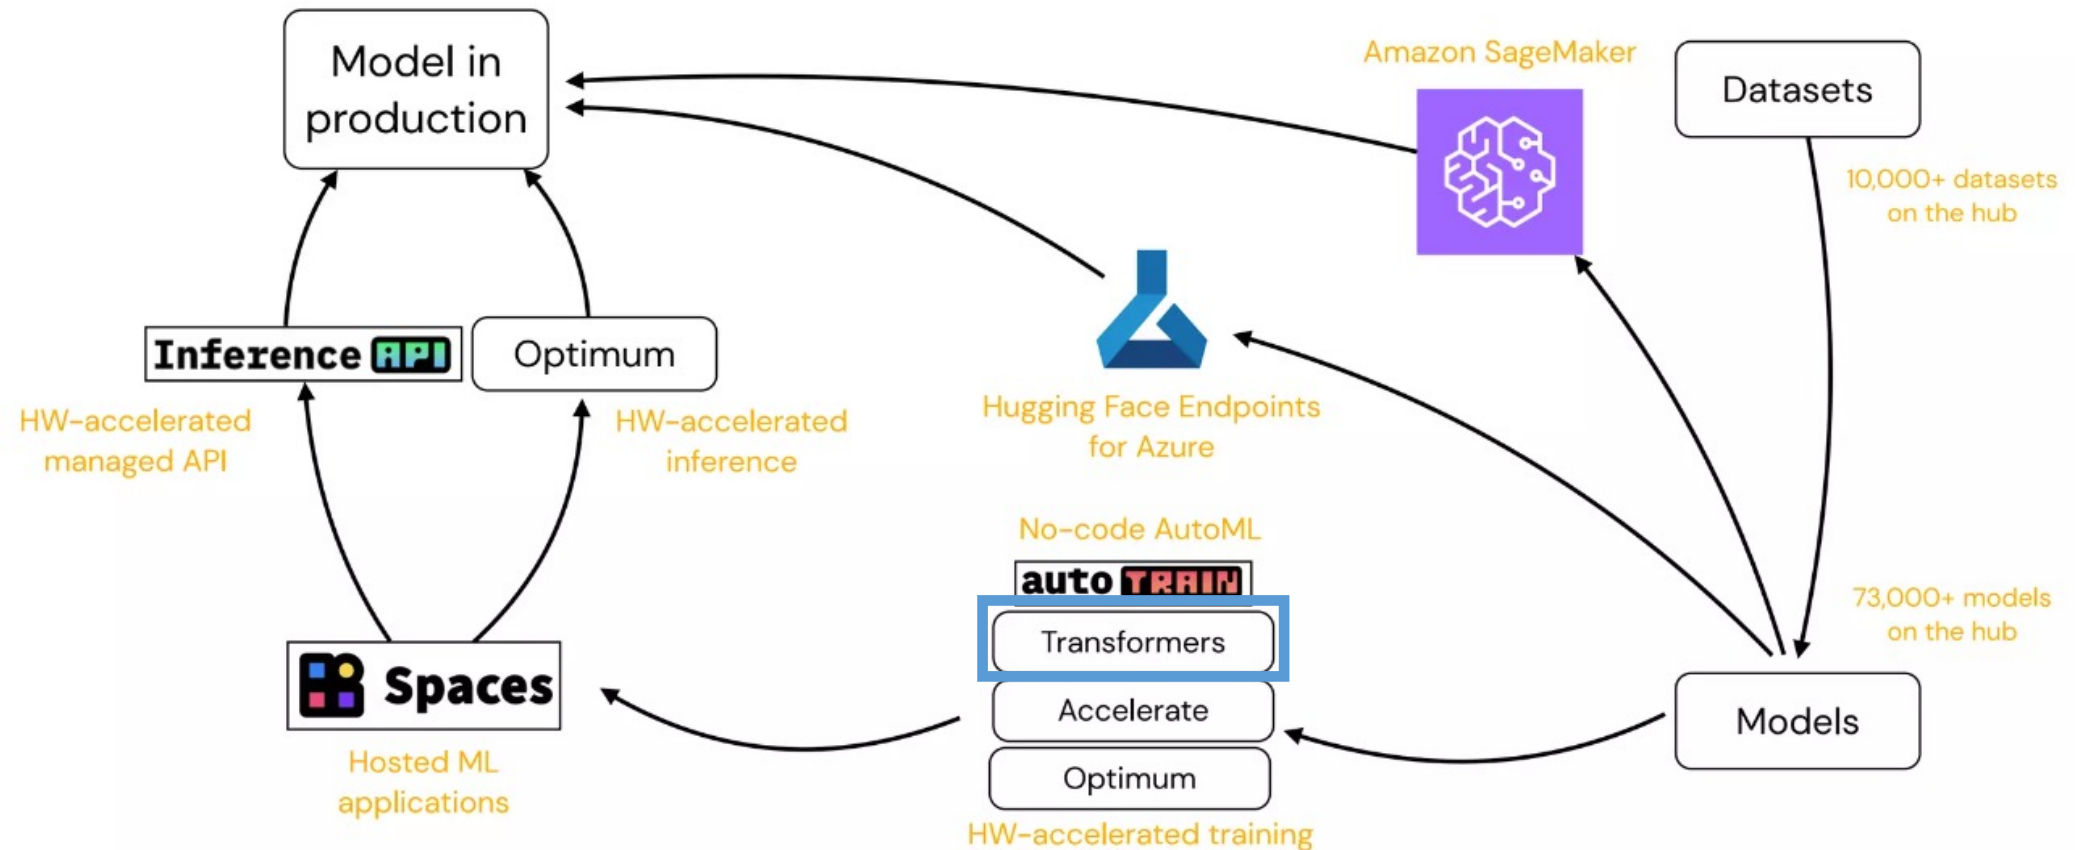 Model in
production
Amazon SageMaker
Datasets
10,000+ datasets
on the hub
Inference API
Optimum
HW-accelerated
managed API
HW-accelerated
inference
Hugging Face Endpoints
for Azure
No-code AutoML
auto TRAIN
Transformers
Accelerate
Optimum
HW-accelerated training
Spaces
Hosted ML
applications
73,000+ models
on the hub
Models